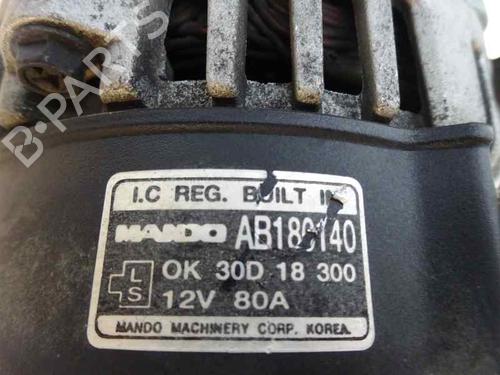 B-PARTS
I.C REG. BUILT IN
MANDO AB180140
L S OK 30D 18 300
12V 80A
MANDO MACHINERY CORP. KOREA.